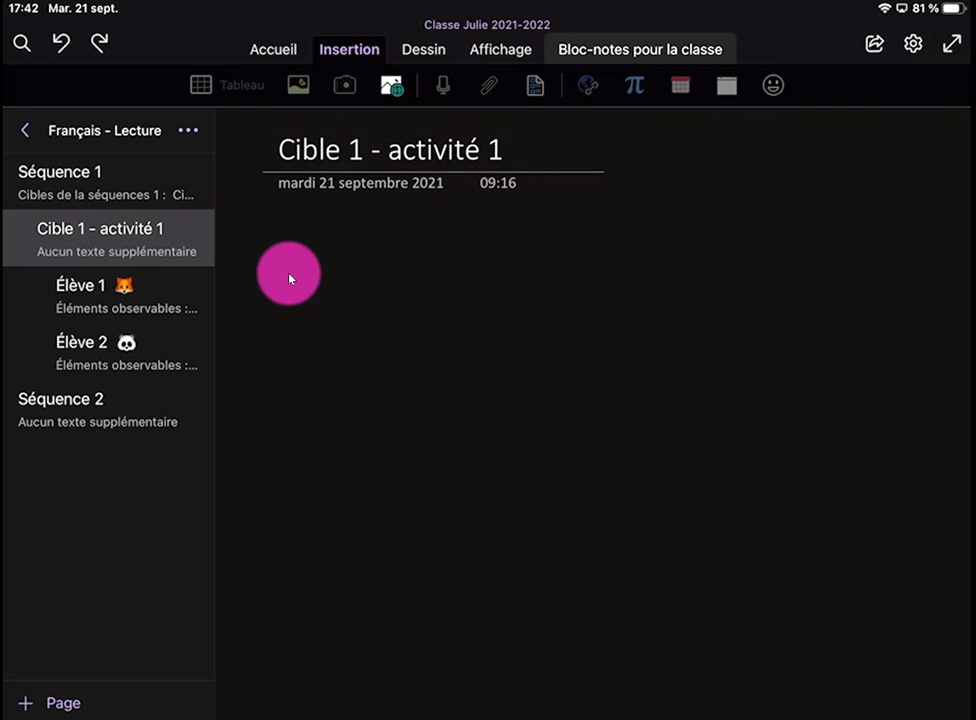 17:42 Mar. 21 sept.
81 %
Classe Julie 2021-2022
Accueil Insertion Dessin Affichage Bloc-notes pour la classe
Tableau
Français - Lecture
Séquence 1
Cibles de la séquences 1 : Ci...
Cible 1 - activité 1
Aucun texte supplémentaire
Élève 1
Éléments observables :...
Élève 2
Éléments observables :...
Séquence 2
Aucun texte supplémentaire
Page
Cible 1 - activité 1
mardi 21 septembre 2021 09:16